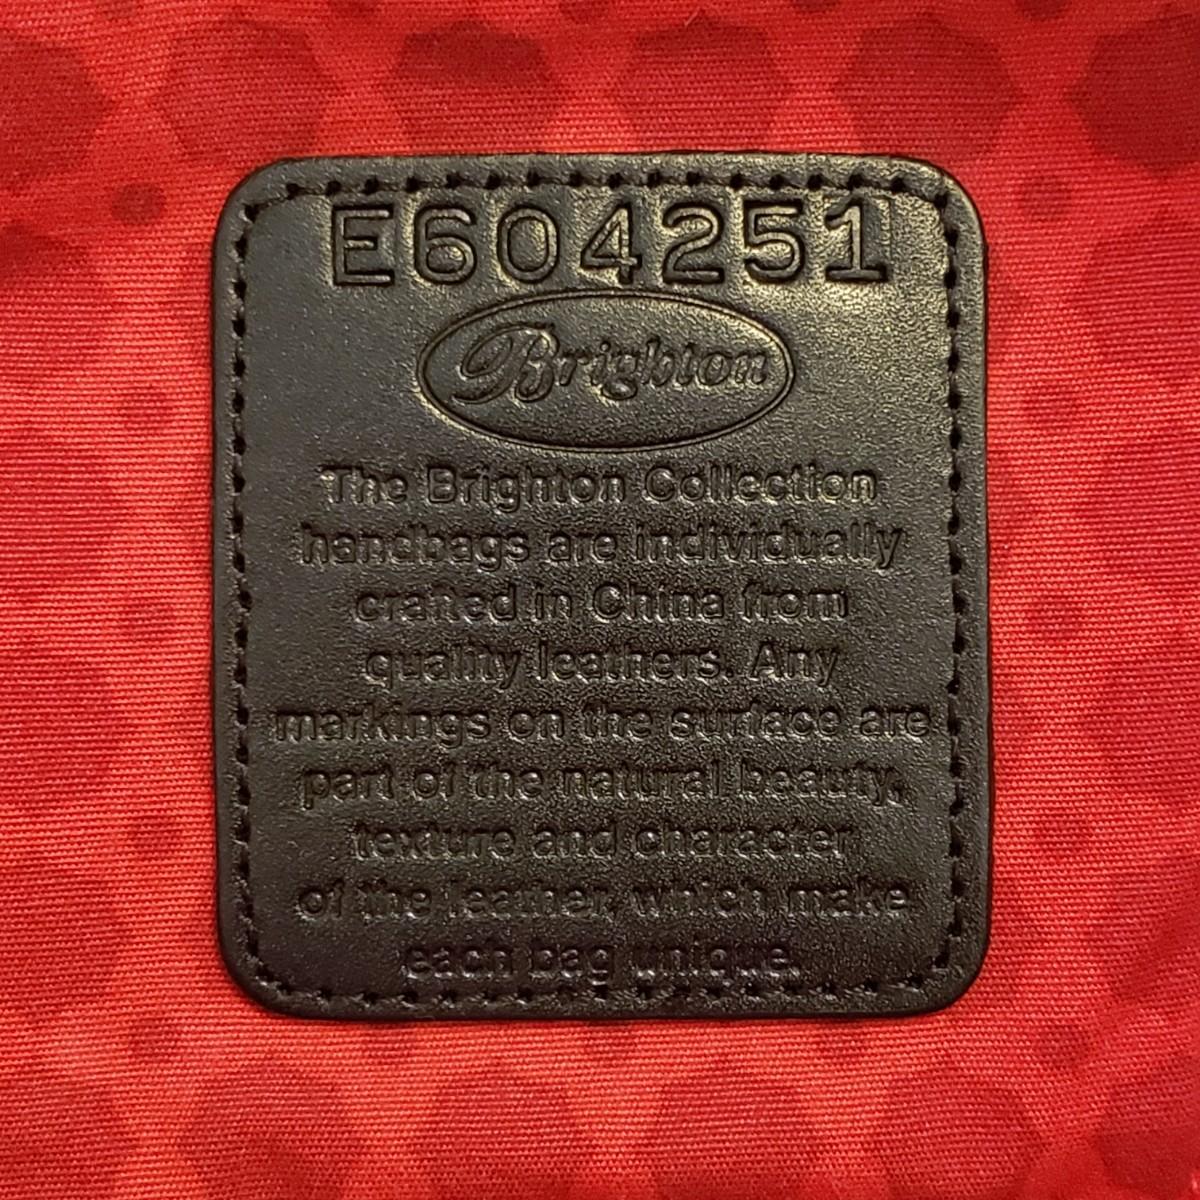 E604251
Brighton
The Brighton Collection
handbags are individually
crafted in China from
quality leathers. Any
markings on the surface are
part of the natural beauty,
texture and character
of the leather, which make
each bag unique.